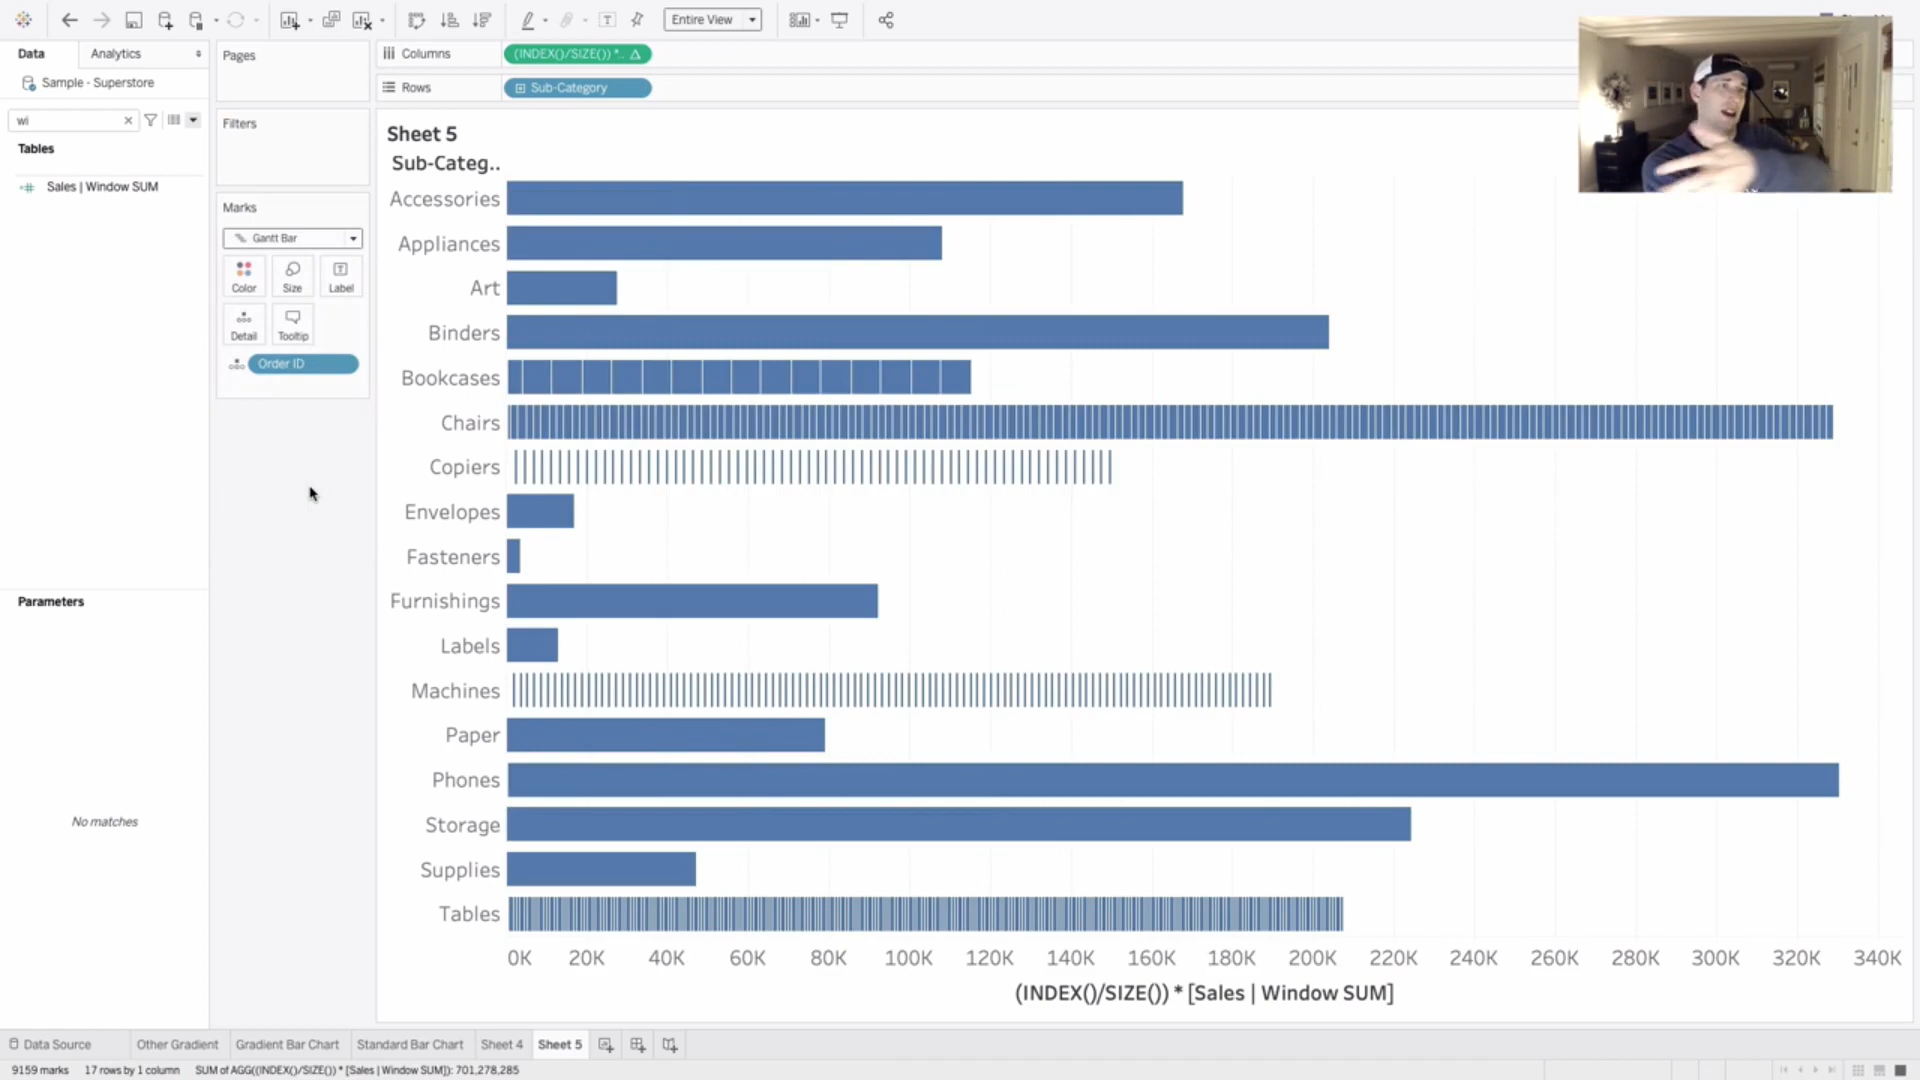 Entire View
Data
Analytics
Sample - Superstore
wi
Tables
Sales | Window SUM
Parameters
No matches
Pages
Filters
Marks
Gantt Bar
Color
Size
Label
Detail
Tooltip
Order ID
Columns
(INDEX()/SIZE()) *..
Rows
Sub-Category
Sheet 5
Sub-Categ..
Accessories
Appliances
Art
Binders
Bookcases
Chairs
Copiers
Envelopes
Fasteners
Furnishings
Labels
Machines
Paper
Phones
Storage
Supplies
Tables
0K 20K 40K 60K 80K 100K 120K 140K 160K 180K 200K 220K 240K 260K 280K 300K 320K 340K
(INDEX()/SIZE()) * [Sales | Window SUM]
Data Source Other Gradient Gradient Bar Chart Standard Bar Chart Sheet 4 Sheet 5
9159 marks 17 rows by 1 column SUM of AGG((INDEX()/SIZE()) * [Sales | Window SUM]): 701,278,285